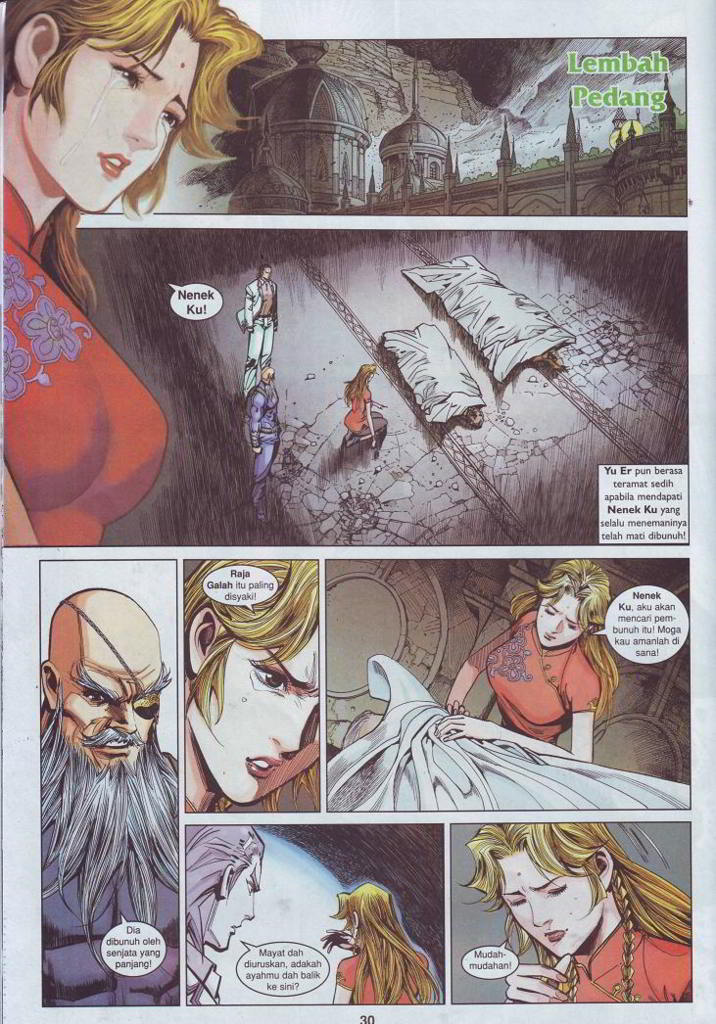 Lembah
Pedang
Nenek
Ku!
Yu Er pun berasa
teramat sedih
apabila mendapati
Nenek Ku yang
selalu menemaninya
telah mati dibunuh!
Dia
dibunuh oleh
senjata yang
panjang!
Raja
Galah itu paling
disyaki!
Nenek
Ku, aku akan
mencari pem-
bunuh itu! Moga
kau amanlah di
sana!
Mayat dah
diuruskan, adakah
ayahmu dah balik
ke sini?
Mudah-
mudahan!
30